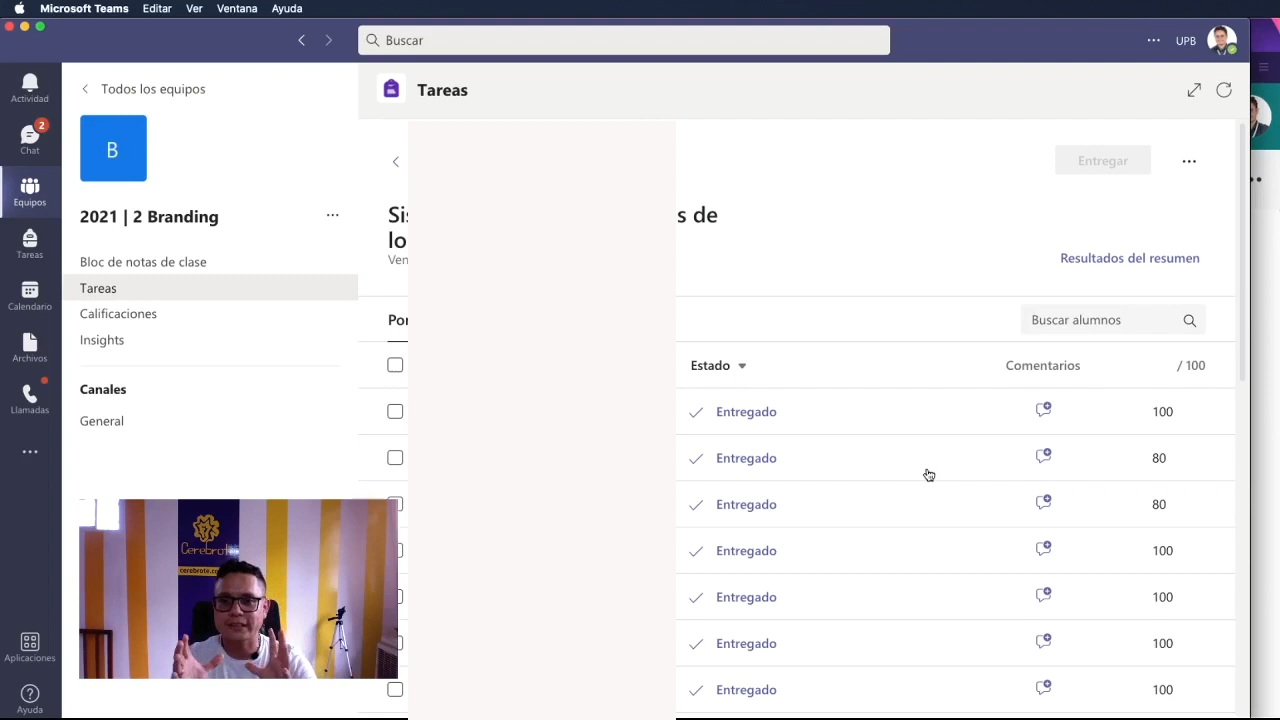 Microsoft Teams Editar Ver Ventana Ayuda
Buscar
UPB
Actividad
2
Chat
Equipos
Tareas
Calendario
Archivos
Llamadas
Aplicaciones
Ayuda
Todos los equipos
B
2021 | 2 Branding
Bloc de notas de clase
Tareas
Calificaciones
Insights
Canales
General
Tareas
Entregar
s de
lo
Resultados del resumen
Buscar alumnos
Estado
Comentarios
/ 100
Entregado 100
Entregado 80
Entregado 80
Entregado 100
Entregado 100
Entregado 100
Entregado 100
Cerebrote